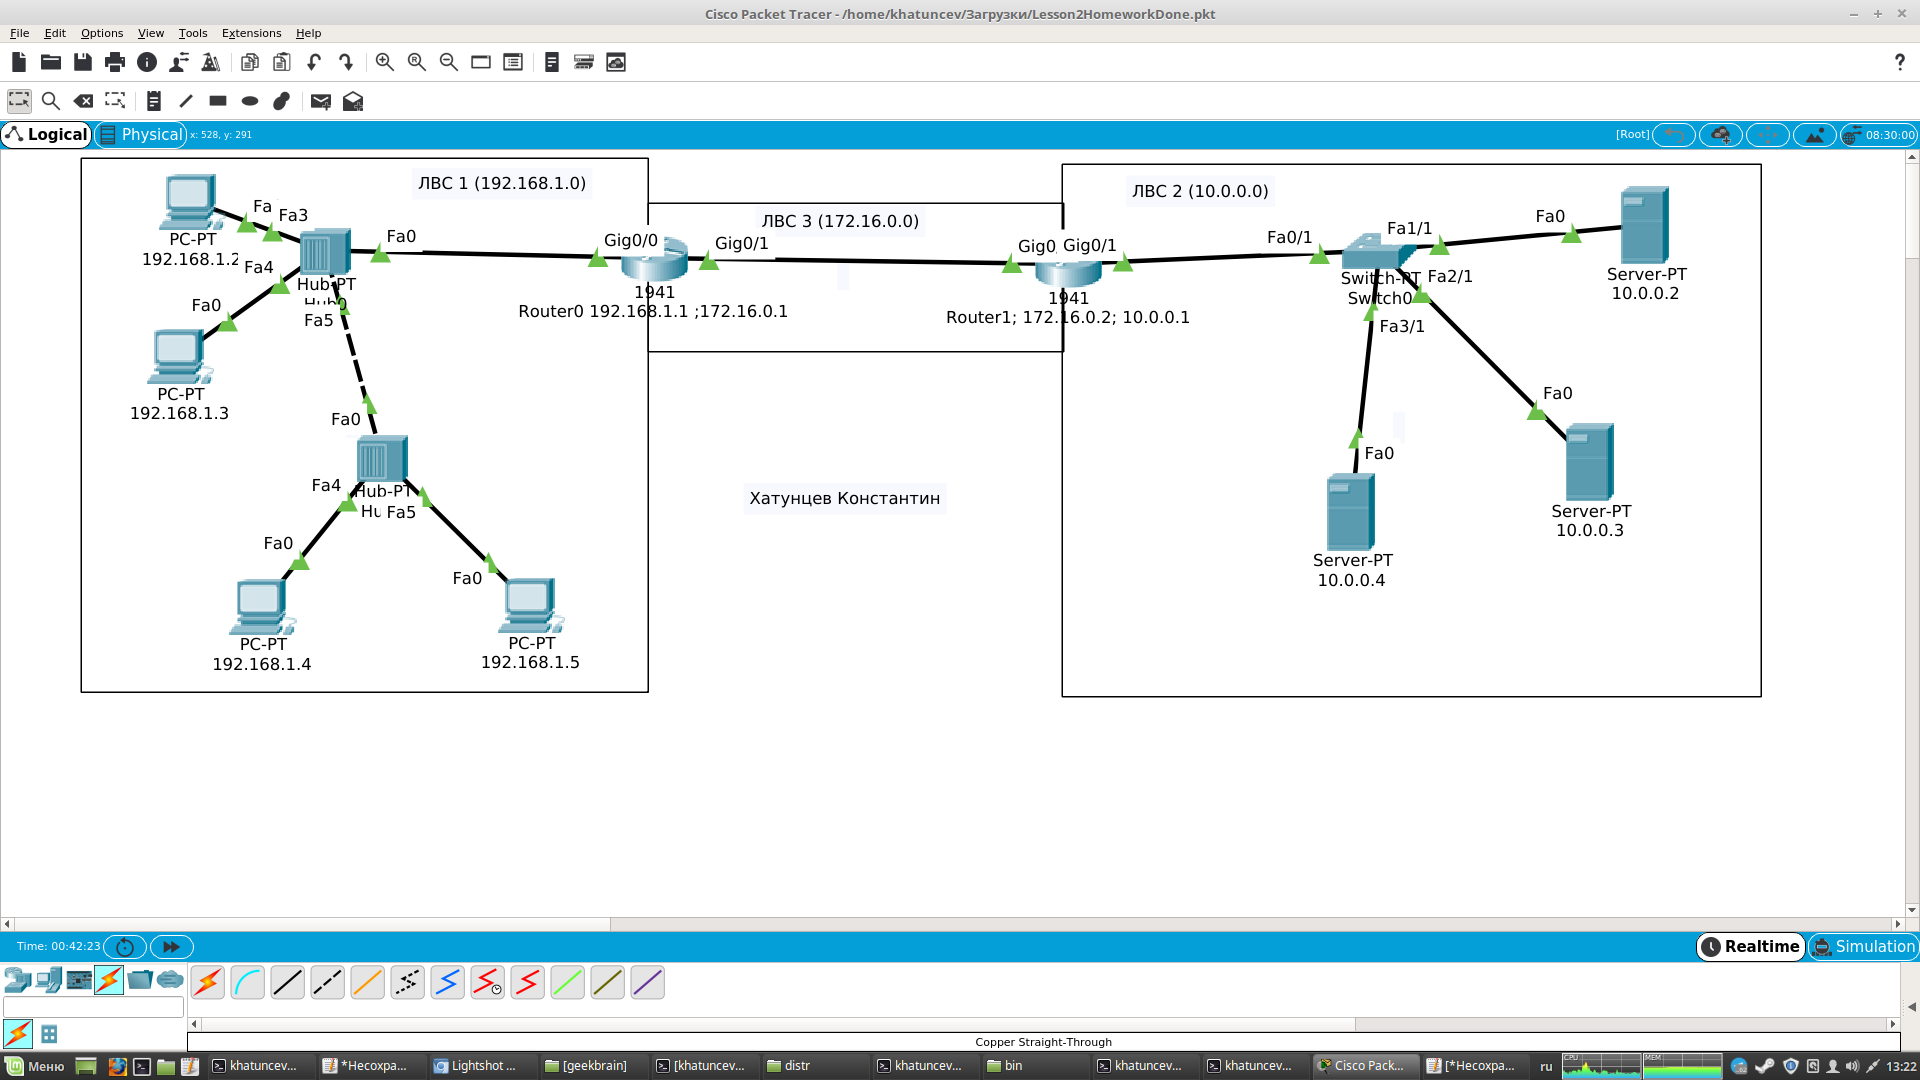 Cisco Packet Tracer - /home/khatuncev/Загрузки/Lesson2HomeworkDone.pkt
File Edit Options View Tools Extensions Help
?
Logical Physical x: 528, y: 291 [Root] 08:30:00
ЛВС 1 (192.168.1.0)
PC-PT
192.168.1.2
Fa
Fa3
Fa0
Fa4
Hub-PT
Hub0
Fa5
Fa0
PC-PT
192.168.1.3
Fa0
Fa4
Hub-PT
Hu
Fa5
Fa0
PC-PT
192.168.1.4
Fa0
PC-PT
192.168.1.5
ЛВС 3 (172.16.0.0)
Gig0/0
Gig0/1
1941
Router0 192.168.1.1 ;172.16.0.1
Gig0
Gig0/1
1941
Router1; 172.16.0.2; 10.0.0.1
Хатунцев Константин
ЛВС 2 (10.0.0.0)
Fa0/1
Fa1/1
Fa0
Switch-PT
Switch0
Fa2/1
Fa3/1
Server-PT
10.0.0.2
Fa0
Server-PT
10.0.0.3
Fa0
Server-PT
10.0.0.4
Time: 00:42:23
Realtime Simulation
Copper Straight-Through
Меню khatuncev... *Несохра... Lightshot ... [geekbrain] [khatuncev... distr khatuncev... bin khatuncev... khatuncev... Cisco Pack... [*Несохра... ru CPU MEM 13:22